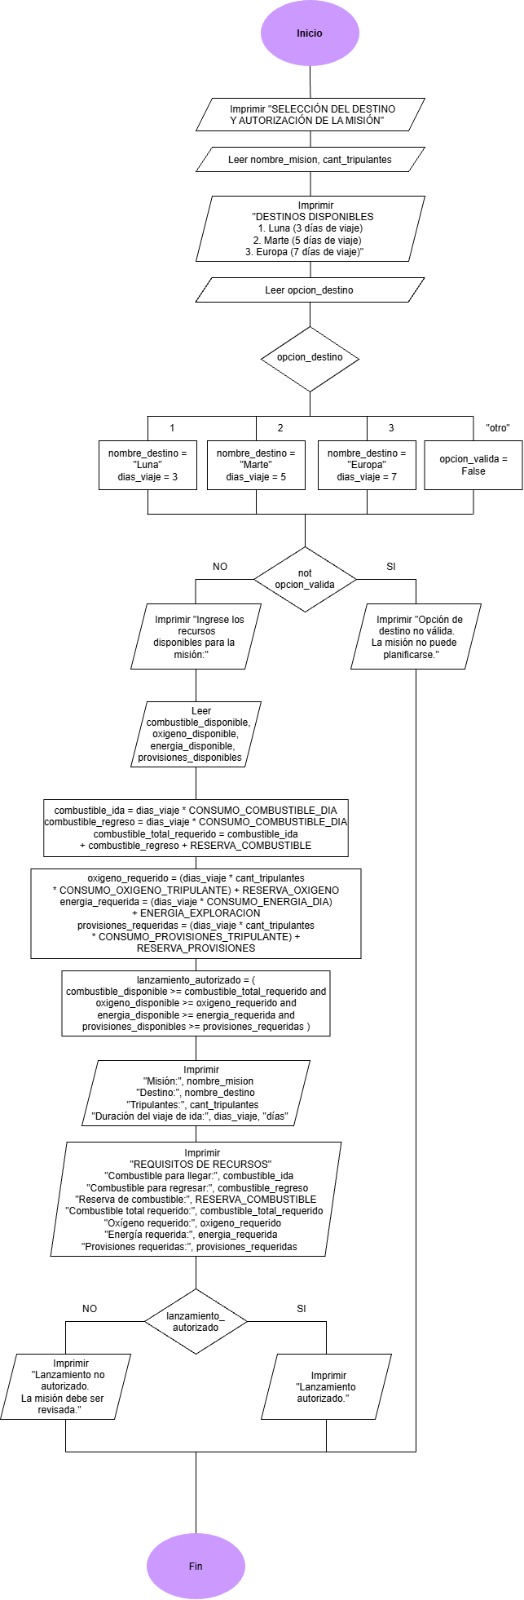 Inicio
Imprimir "SELECCIÓN DEL DESTINO
Y AUTORIZACIÓN DE LA MISIÓN"
Leer nombre_mision, cant_tripulantes
Imprimir
"DESTINOS DISPONIBLES
1. Luna (3 días de viaje)
2. Marte (5 días de viaje)
3. Europa (7 días de viaje)"
Leer opcion_destino
opcion_destino
1
2
3
"otro"
nombre_destino =
"Luna"
dias_viaje = 3
nombre_destino =
"Marte"
dias_viaje = 5
nombre_destino =
"Europa"
dias_viaje = 7
opcion_valida =
False
not
opcion_valida
NO
SI
Imprimir "Ingrese los
recursos
disponibles para la
misión:"
Imprimir "Opción de
destino no válida.
La misión no puede
planificarse."
Leer
combustible_disponible,
oxigeno_disponible,
energia_disponible,
provisiones_disponibles
combustible_ida = dias_viaje * CONSUMO_COMBUSTIBLE_DIA
combustible_regreso = dias_viaje * CONSUMO_COMBUSTIBLE_DIA
combustible_total_requerido = combustible_ida
+ combustible_regreso + RESERVA_COMBUSTIBLE
oxigeno_requerido = (dias_viaje * cant_tripulantes
* CONSUMO_OXIGENO_TRIPULANTE) + RESERVA_OXIGENO
energia_requerida = (dias_viaje * CONSUMO_ENERGIA_DIA)
+ ENERGIA_EXPLORACION
provisiones_requeridas = (dias_viaje * cant_tripulantes
* CONSUMO_PROVISIONES_TRIPULANTE) +
RESERVA_PROVISIONES
lanzamiento_autorizado = (
combustible_disponible >= combustible_total_requerido and
oxigeno_disponible >= oxigeno_requerido and
energia_disponible >= energia_requerida and
provisiones_disponibles >= provisiones_requeridas )
Imprimir
"Misión:", nombre_mision
"Destino:", nombre_destino
"Tripulantes:", cant_tripulantes
"Duración del viaje de ida:", dias_viaje, "días"
Imprimir
"REQUISITOS DE RECURSOS"
"Combustible para llegar:", combustible_ida
"Combustible para regresar:", combustible_regreso
"Reserva de combustible:", RESERVA_COMBUSTIBLE
"Combustible total requerido:", combustible_total_requerido
"Oxígeno requerido:", oxigeno_requerido
"Energía requerida:", energia_requerida
"Provisiones requeridas:", provisiones_requeridas
lanzamiento_
autorizado
NO
SI
Imprimir
"Lanzamiento no
autorizado.
La misión debe ser
revisada."
Imprimir
"Lanzamiento
autorizado."
Fin